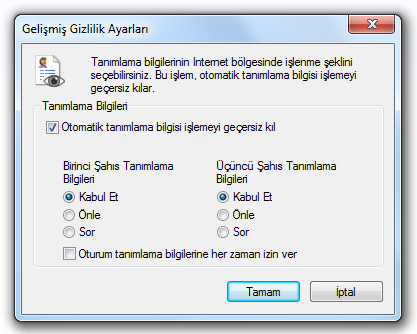 Gelişmiş Gizlilik Ayarları
Tanımlama bilgilerinin Internet bölgesinde işlenme şeklini
seçebilirsiniz. Bu işlem, otomatik tanımlama bilgisi işlemeyi
geçersiz kılar.
Tanımlama Bilgileri
Otomatik tanımlama bilgisi işlemeyi geçersiz kıl
Birinci Şahıs Tanımlama
Bilgileri
Kabul Et
Önle
Sor
Üçüncü Şahıs Tanımlama
Bilgileri
Kabul Et
Önle
Sor
Oturum tanımlama bilgilerine her zaman izin ver
Tamam
İptal